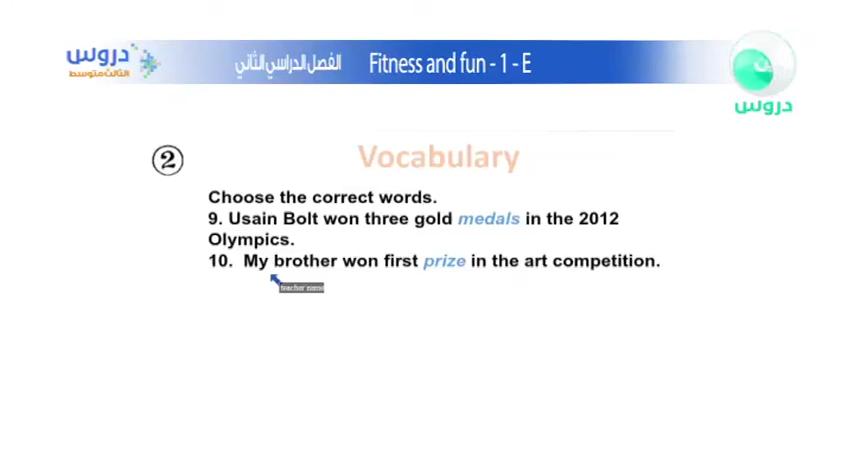 دروس
الثالث متوسط
الفصل الدراسي الثاني
Fitness and fun - 1 - E
دروس
2
Vocabulary
Choose the correct words.
9. Usain Bolt won three gold medals in the 2012
Olympics.
10. My brother won first prize in the art competition.
teacher name